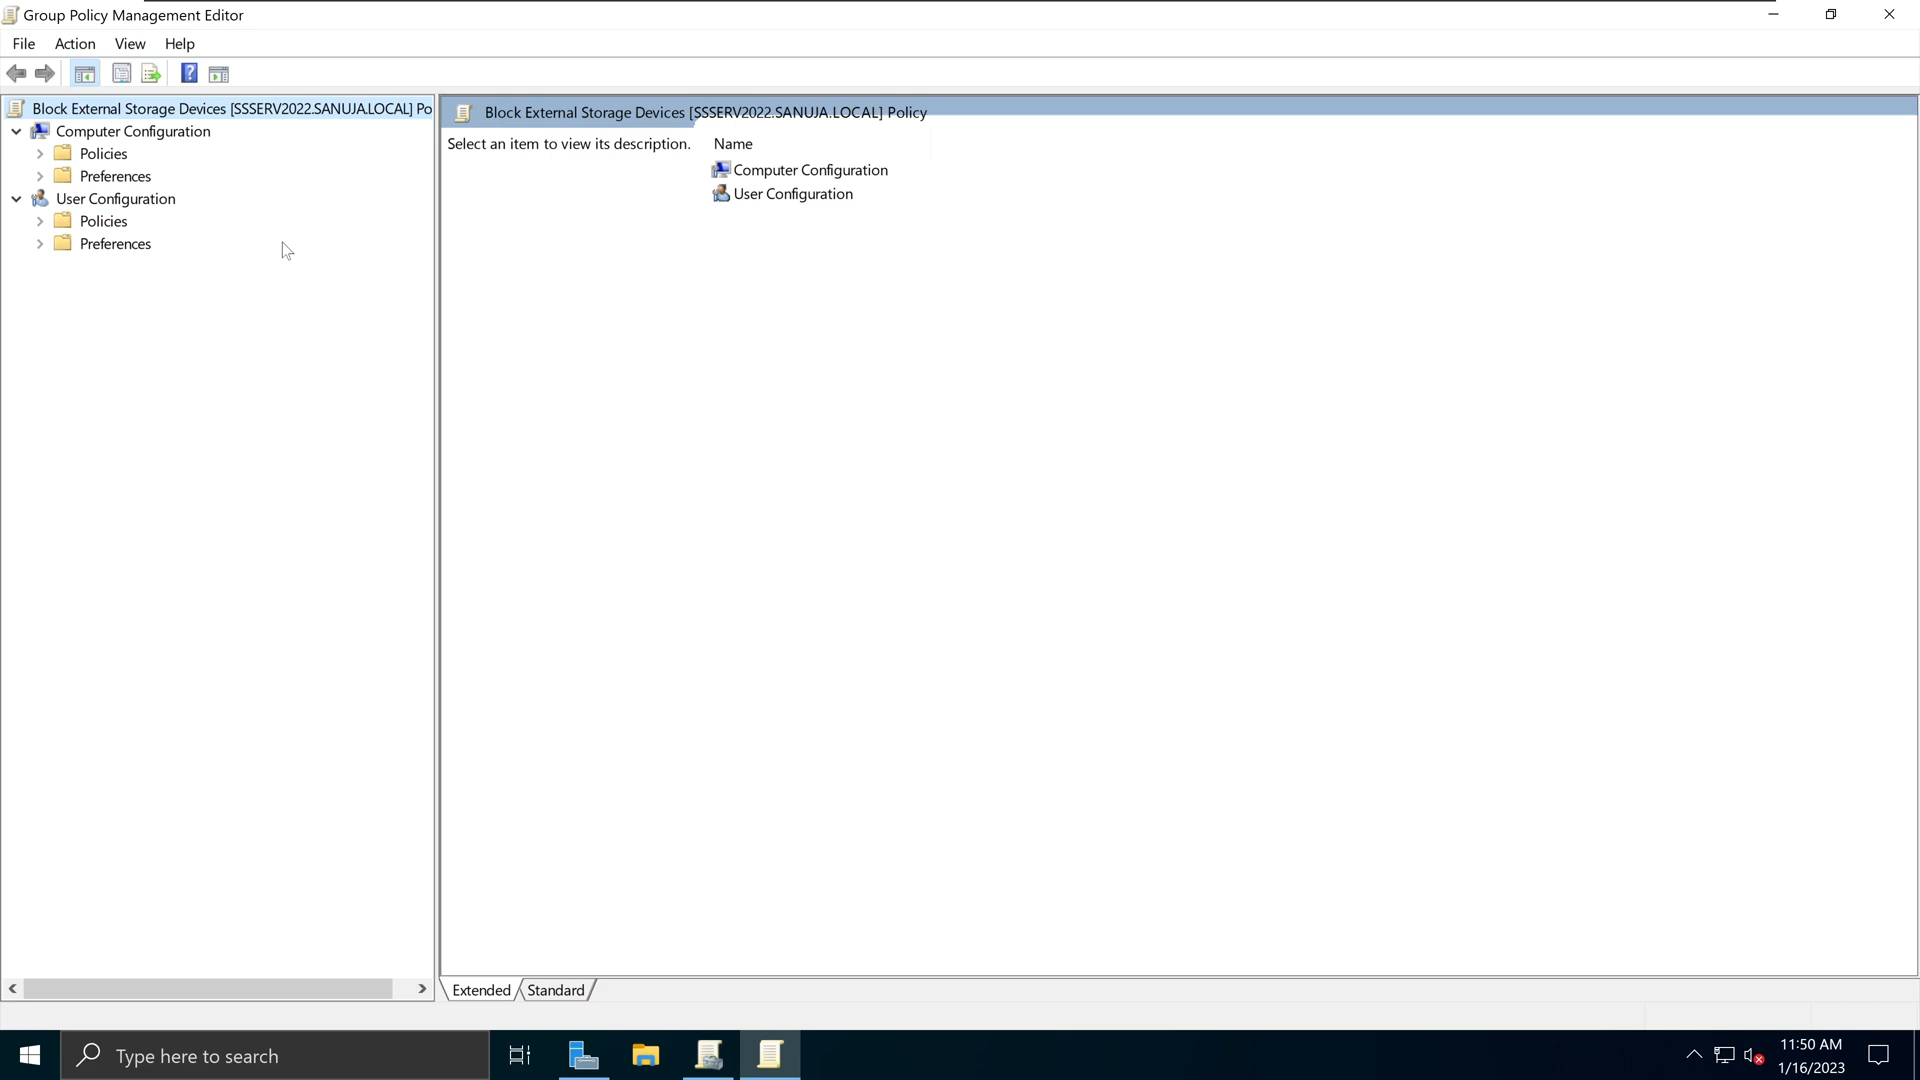 Group Policy Management Editor
File Action View Help
Block External Storage Devices [SSSERV2022.SANUJA.LOCAL] Po
Computer Configuration
Policies
Preferences
User Configuration
Policies
Preferences
Block External Storage Devices [SSSERV2022.SANUJA.LOCAL] Policy
Select an item to view its description.
Name
Computer Configuration
User Configuration
Extended Standard
Type here to search
11:50 AM
1/16/2023